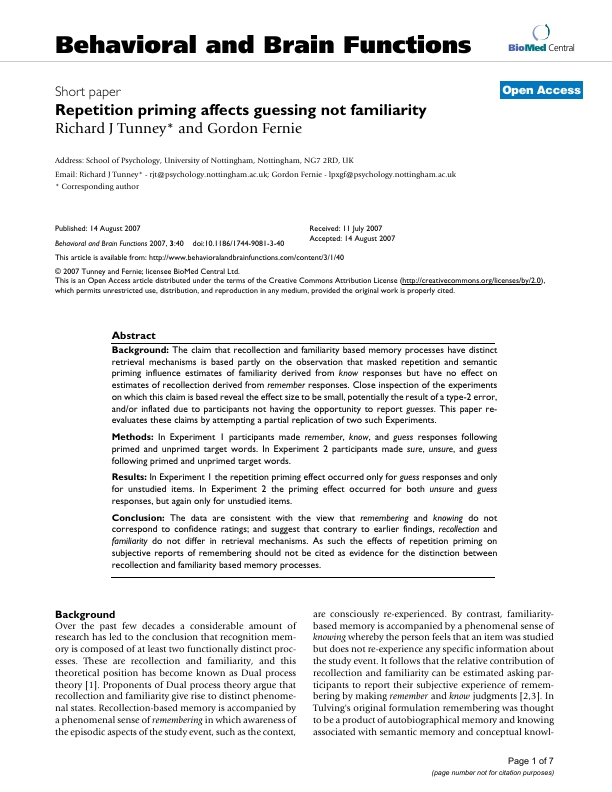 Behavioral and Brain Functions
BioMed Central
Short paper
Open Access
Repetition priming affects guessing not familiarity
Richard J Tunney* and Gordon Fernie
Address: School of Psychology, University of Nottingham, Nottingham, NG7 2RD, UK
Email: Richard J Tunney* - rjt@psychology.nottingham.ac.uk; Gordon Fernie - lpxgf@psychology.nottingham.ac.uk
* Corresponding author
Published: 14 August 2007
Behavioral and Brain Functions 2007, 3:40 doi:10.1186/1744-9081-3-40
Received: 11 July 2007
Accepted: 14 August 2007
This article is available from: http://www.behavioralandbrainfunctions.com/content/3/1/40
© 2007 Tunney and Fernie; licensee BioMed Central Ltd.
This is an Open Access article distributed under the terms of the Creative Commons Attribution License (http://creativecommons.org/licenses/by/2.0),
which permits unrestricted use, distribution, and reproduction in any medium, provided the original work is properly cited.
Abstract
Background: The claim that recollection and familiarity based memory processes have distinct
retrieval mechanisms is based partly on the observation that masked repetition and semantic
priming influence estimates of familiarity derived from know responses but have no effect on
estimates of recollection derived from remember responses. Close inspection of the experiments
on which this claim is based reveal the effect size to be small, potentially the result of a type-2 error,
and/or inflated due to participants not having the opportunity to report guesses. This paper re-
evaluates these claims by attempting a partial replication of two such Experiments.
Methods: In Experiment 1 participants made remember, know, and guess responses following
primed and unprimed target words. In Experiment 2 participants made sure, unsure, and guess
following primed and unprimed target words.
Results: In Experiment 1 the repetition priming effect occurred only for guess responses and only
for unstudied items. In Experiment 2 the priming effect occurred for both unsure and guess
responses, but again only for unstudied items.
Conclusion: The data are consistent with the view that remembering and knowing do not
correspond to confidence ratings; and suggest that contrary to earlier findings, recollection and
familiarity do not differ in retrieval mechanisms. As such the effects of repetition priming on
subjective reports of remembering should not be cited as evidence for the distinction between
recollection and familiarity based memory processes.
Background
Over the past few decades a considerable amount of
research has led to the conclusion that recognition mem-
ory is composed of at least two functionally distinct proc-
esses. These are recollection and familiarity, and this
theoretical position has become known as Dual process
theory [1]. Proponents of Dual process theory argue that
recollection and familiarity give rise to distinct phenome-
nal states. Recollection-based memory is accompanied by
a phenomenal sense of remembering in which awareness of
the episodic aspects of the study event, such as the context,
are consciously re-experienced. By contrast, familiarity-
based memory is accompanied by a phenomenal sense of
knowing whereby the person feels that an item was studied
but does not re-experience any specific information about
the study event. It follows that the relative contribution of
recollection and familiarity can be estimated asking par-
ticipants to report their subjective experience of remem-
bering by making remember and know judgments [2,3]. In
Tulving's original formulation remembering was thought
to be a product of autobiographical memory and knowing
associated with semantic memory and conceptual knowl-
Page 1 of 7
(page number not for citation purposes)